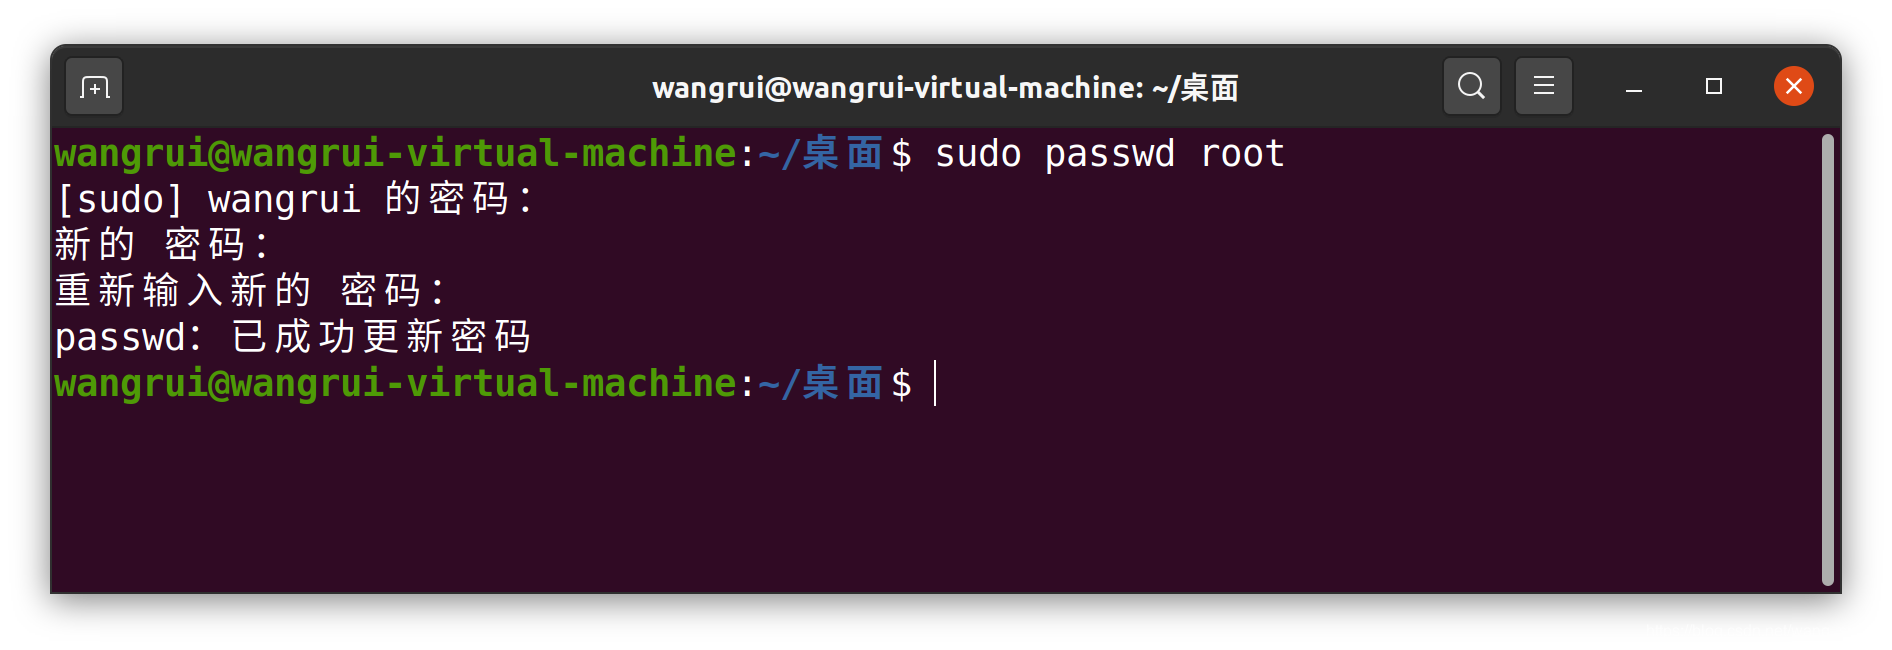 wangrui@wangrui-virtual-machine: ~/桌面
wangrui@wangrui-virtual-machine:~/桌面$ sudo passwd root
[sudo] wangrui 的密码：
新的 密码：
重新输入新的 密码：
passwd：已成功更新密码
wangrui@wangrui-virtual-machine:~/桌面$